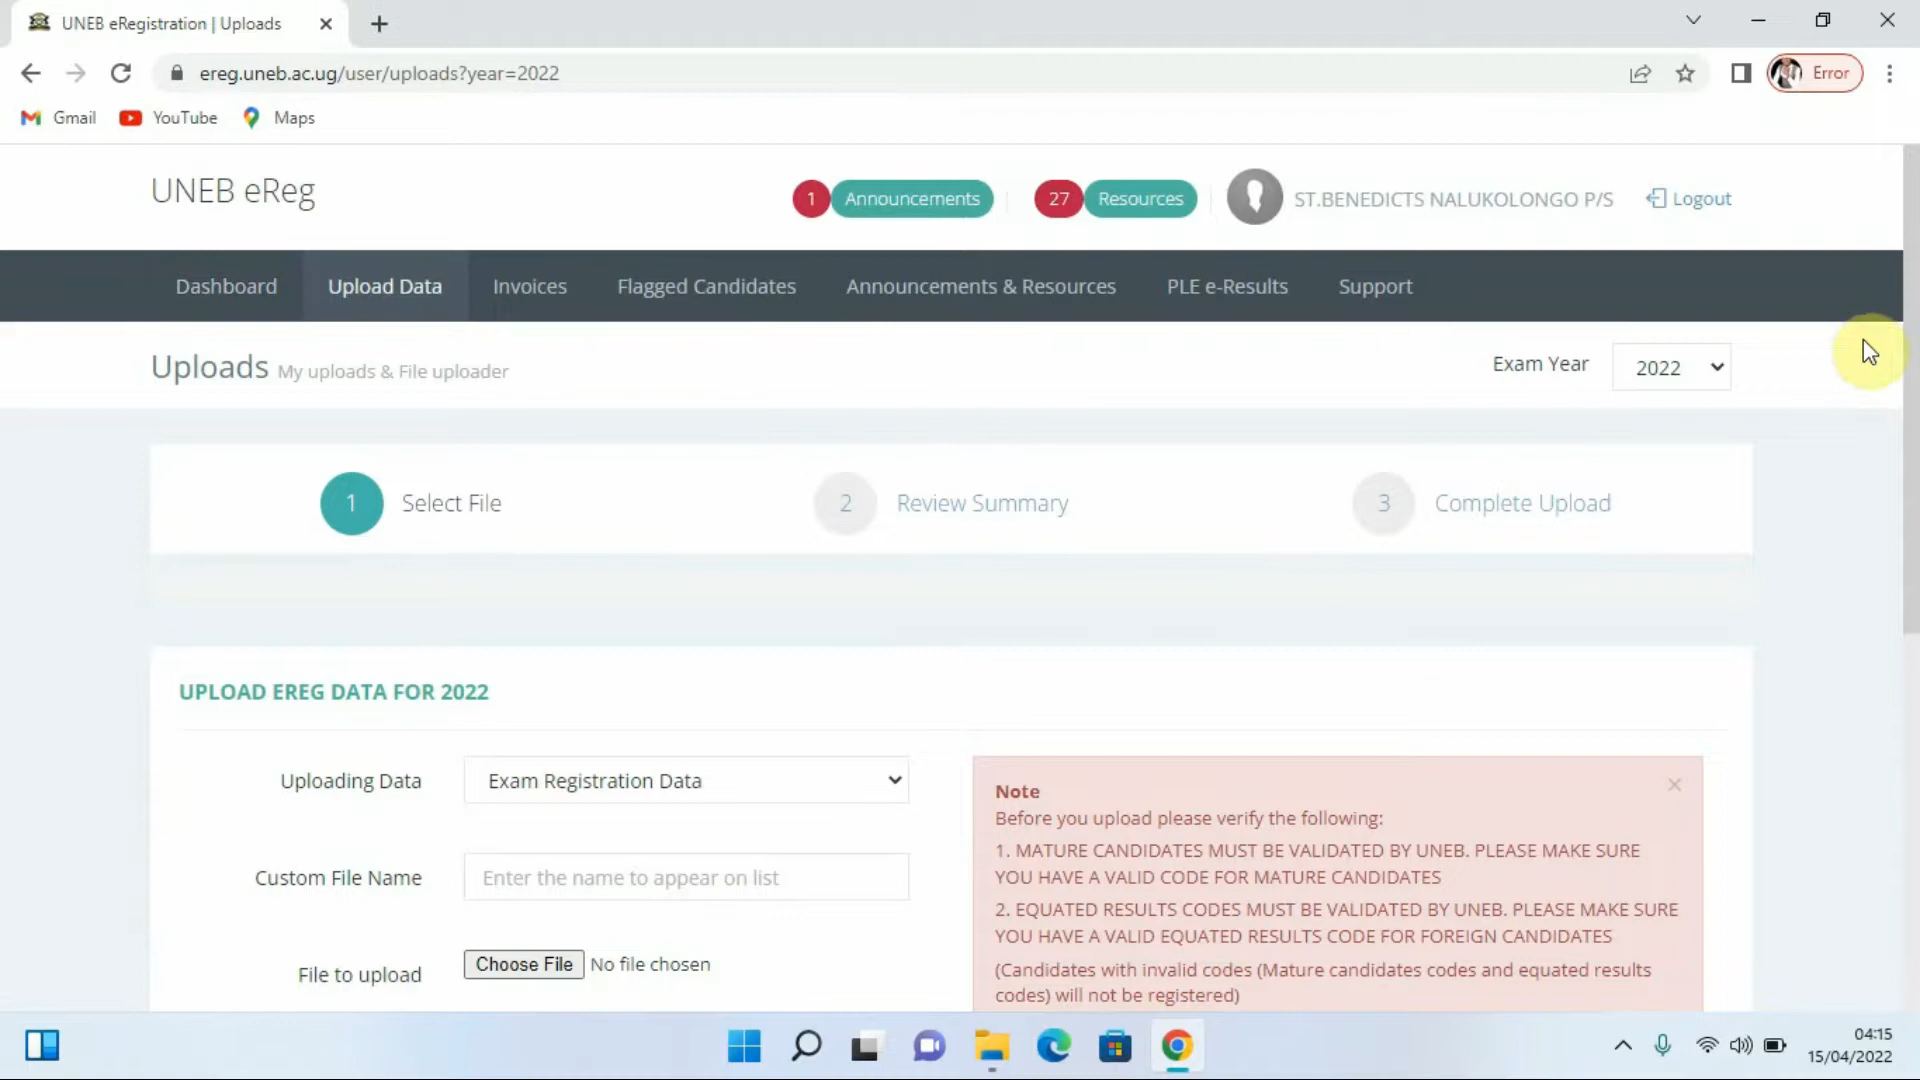 UNEB eRegistration | Uploads
ereg.uneb.ac.ug/user/uploads?year=2022
Error
Gmail
YouTube
Maps
UNEB eReg
1 Announcements
27 Resources
ST.BENEDICTS NALUKOLONGO P/S
Logout
Dashboard
Upload Data
Invoices
Flagged Candidates
Announcements & Resources
PLE e-Results
Support
Uploads My uploads & File uploader
Exam Year
2022
1 Select File
2 Review Summary
3 Complete Upload
UPLOAD EREG DATA FOR 2022
Uploading Data
Exam Registration Data
Custom File Name
Enter the name to appear on list
File to upload
Choose File No file chosen
Note
Before you upload please verify the following:
1. MATURE CANDIDATES MUST BE VALIDATED BY UNEB. PLEASE MAKE SURE
YOU HAVE A VALID CODE FOR MATURE CANDIDATES
2. EQUATED RESULTS CODES MUST BE VALIDATED BY UNEB. PLEASE MAKE SURE
YOU HAVE A VALID EQUATED RESULTS CODE FOR FOREIGN CANDIDATES
(Candidates with invalid codes (Mature candidates codes and equated results
codes) will not be registered)
04:15
15/04/2022